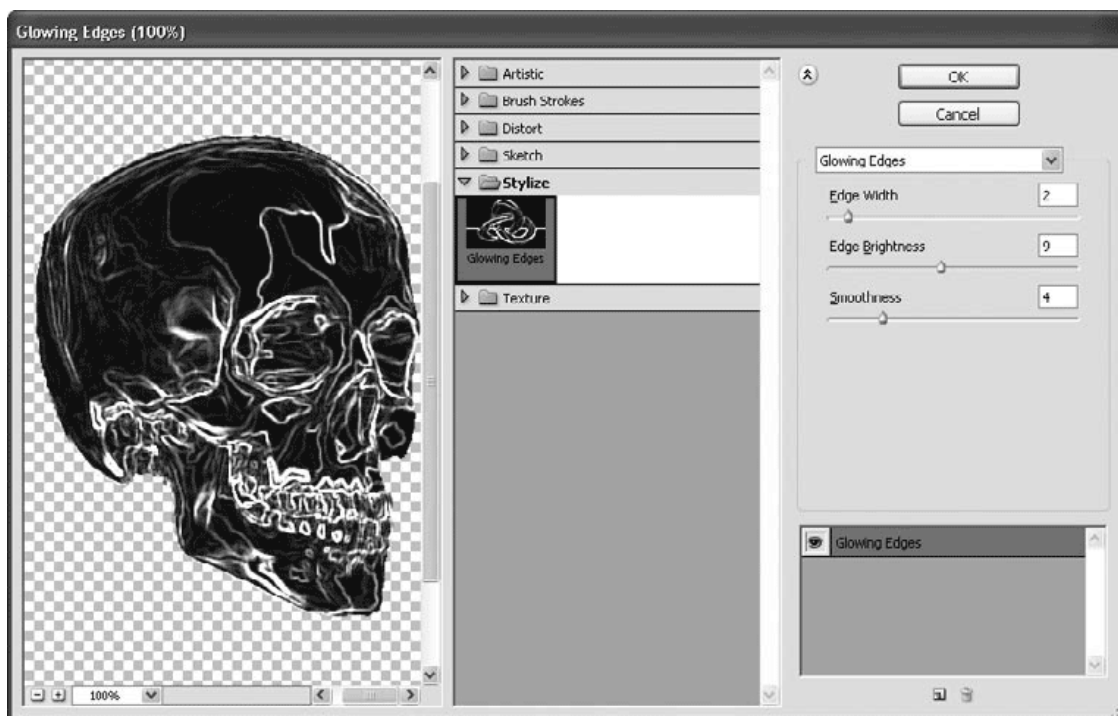 Glowing Edges (100%)
Artistic
Brush Strokes
Distort
Sketch
Stylize
Glowing Edges
Texture
OK
Cancel
Glowing Edges
Edge Width 2
Edge Brightness 9
Smoothness 4
Glowing Edges
100%